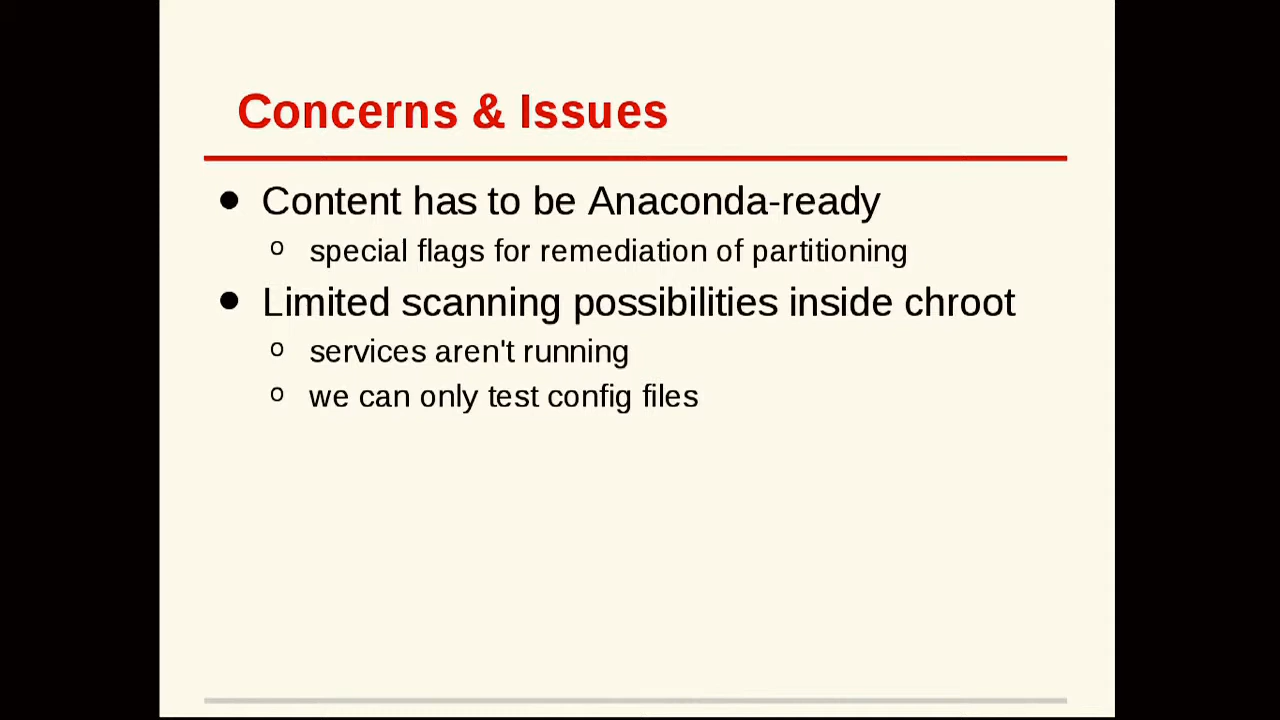 Concerns & Issues
● Content has to be Anaconda-ready
o special flags for remediation of partitioning
● Limited scanning possibilities inside chroot
o services aren't running
o we can only test config files